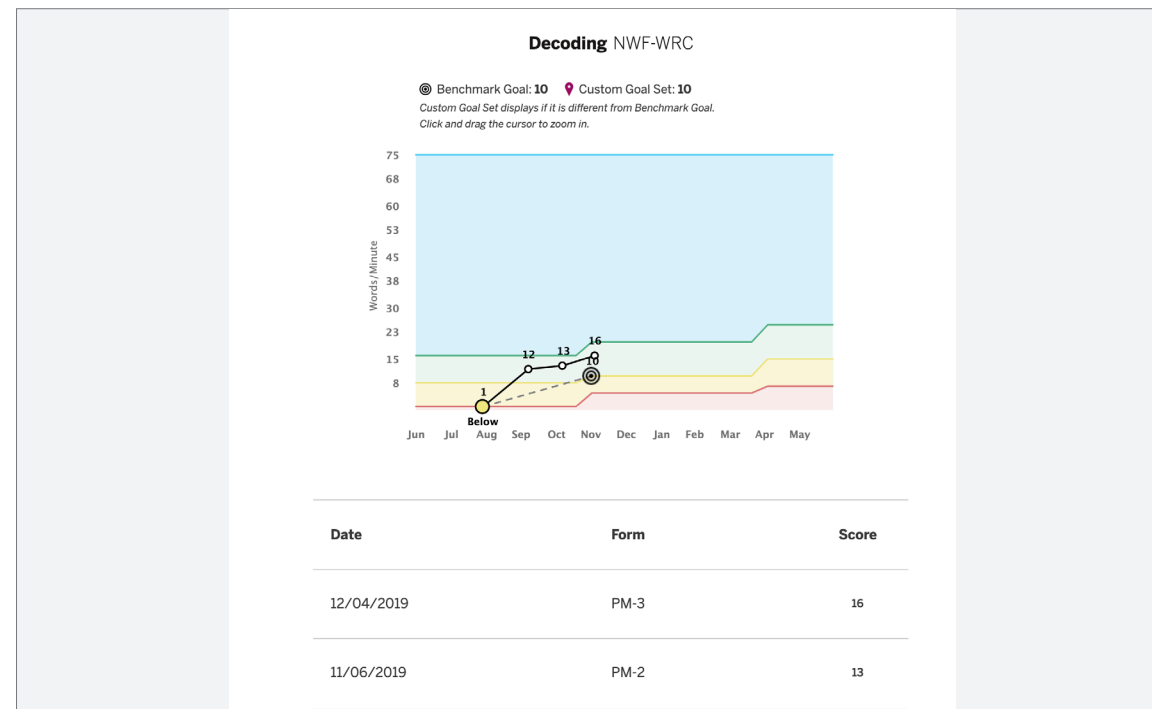 Decoding NWF-WRC
Benchmark Goal: 10 Custom Goal Set: 10
Custom Goal Set displays if it is different from Benchmark Goal.
Click and drag the cursor to zoom in.
75
68
60
53
45
38
30
23
15
8
Words/Minute
1
12
13
16
10
Below
Jun Jul Aug Sep Oct Nov Dec Jan Feb Mar Apr May
Date Form Score
12/04/2019 PM-3 16
11/06/2019 PM-2 13